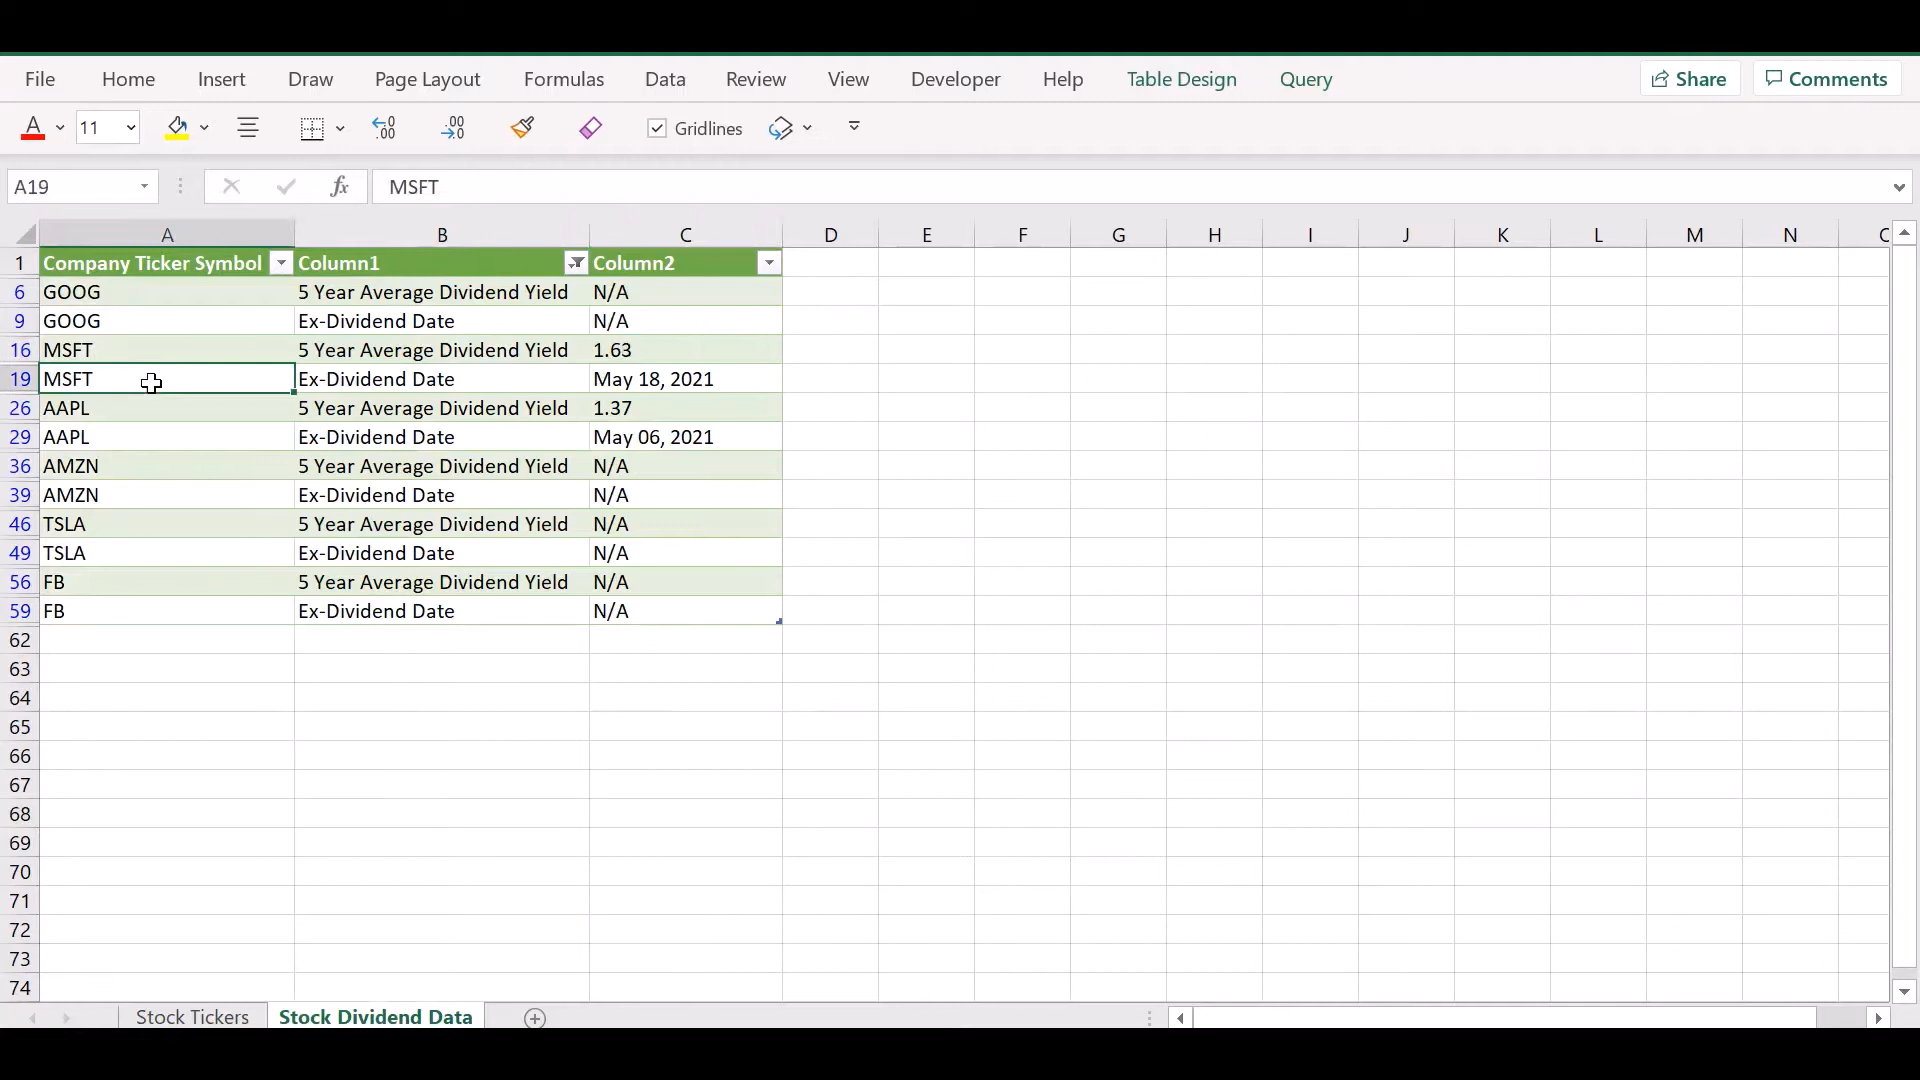 File Home Insert Draw Page Layout Formulas Data Review View Developer Help Table Design Query Share Comments
A 11 .00 .00 Gridlines
A19 fx MSFT
A B C D E F G H I J K L M N
1 Company Ticker Symbol Column1 Column2
6 GOOG 5 Year Average Dividend Yield N/A
9 GOOG Ex-Dividend Date N/A
16 MSFT 5 Year Average Dividend Yield 1.63
19 MSFT Ex-Dividend Date May 18, 2021
26 AAPL 5 Year Average Dividend Yield 1.37
29 AAPL Ex-Dividend Date May 06, 2021
36 AMZN 5 Year Average Dividend Yield N/A
39 AMZN Ex-Dividend Date N/A
46 TSLA 5 Year Average Dividend Yield N/A
49 TSLA Ex-Dividend Date N/A
56 FB 5 Year Average Dividend Yield N/A
59 FB Ex-Dividend Date N/A
62
63
64
65
66
67
68
69
70
71
72
73
74
Stock Tickers Stock Dividend Data